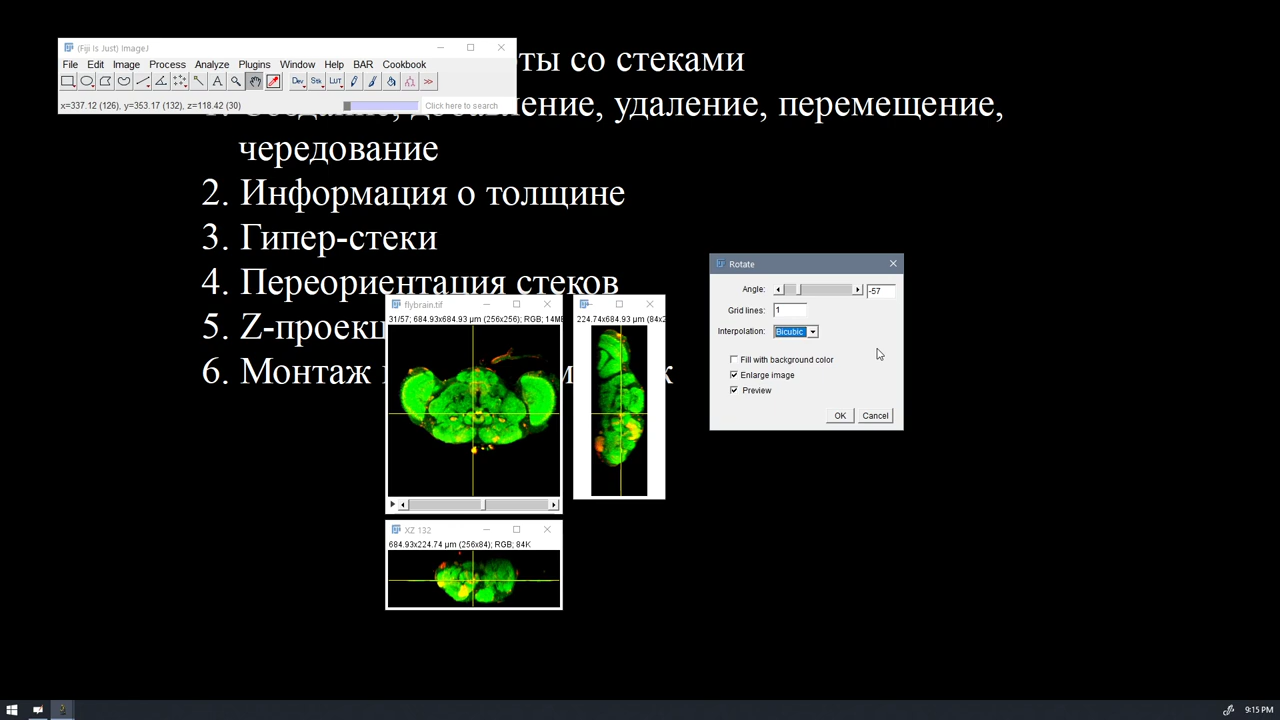 (Fiji Is Just) ImageJ
File Edit Image Process Analyze Plugins Window Help BAR Cookbook
Dev Stk LUT
x=337.12 (126), y=353.17 (132), z=118.42 (30)
Click here to search
со стеками
удаление, перемещение,
чередование
2. Информация о толщине
3. Гипер-стеки
4. Переориентация стеков
5.
6. Монтаж
Rotate
Angle: -57
Grid lines: 1
Interpolation: Bicubic
Fill with background color
Enlarge image
Preview
OK Cancel
flybrain.tif
31/57; 684.93x684.93 µm (256x256); RGB; 14M
224.74x684.93 µm (84x2
XZ 132
684.93x224.74 µm (256x84); RGB; 84K
9:15 PM